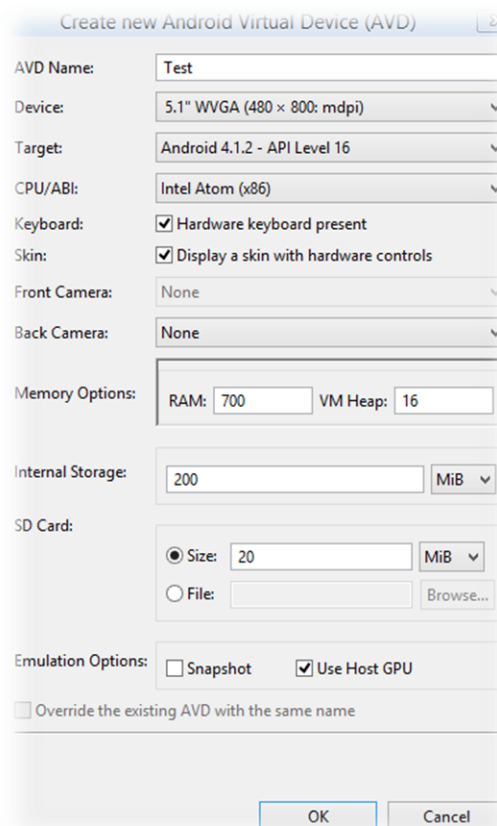 Create new Android Virtual Device (AVD)
AVD Name: Test
Device: 5.1" WVGA (480 × 800: mdpi)
Target: Android 4.1.2 - API Level 16
CPU/ABI: Intel Atom (x86)
Keyboard: Hardware keyboard present
Skin: Display a skin with hardware controls
Front Camera: None
Back Camera: None
Memory Options: RAM: 700 VM Heap: 16
Internal Storage: 200 MiB
SD Card:
Size: 20 MiB
File: Browse...
Emulation Options: Snapshot Use Host GPU
Override the existing AVD with the same name
OK Cancel